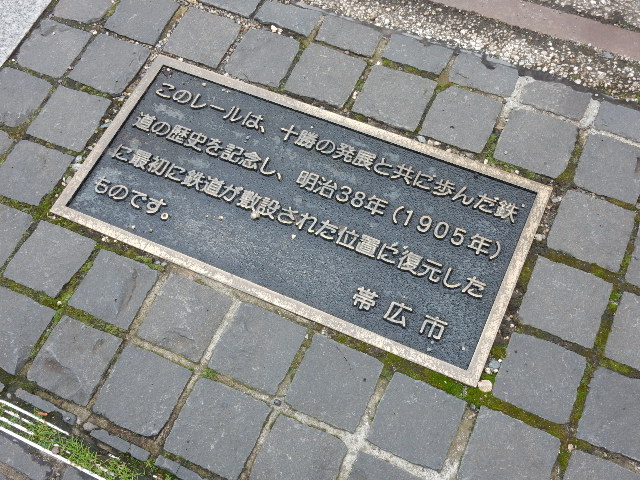 このレールは、十勝の発展と共に歩んだ鉄
道の歴史を記念し、明治38年（1905年）
に最初に鉄道が敷設された位置に復元した
ものです。
帯広市